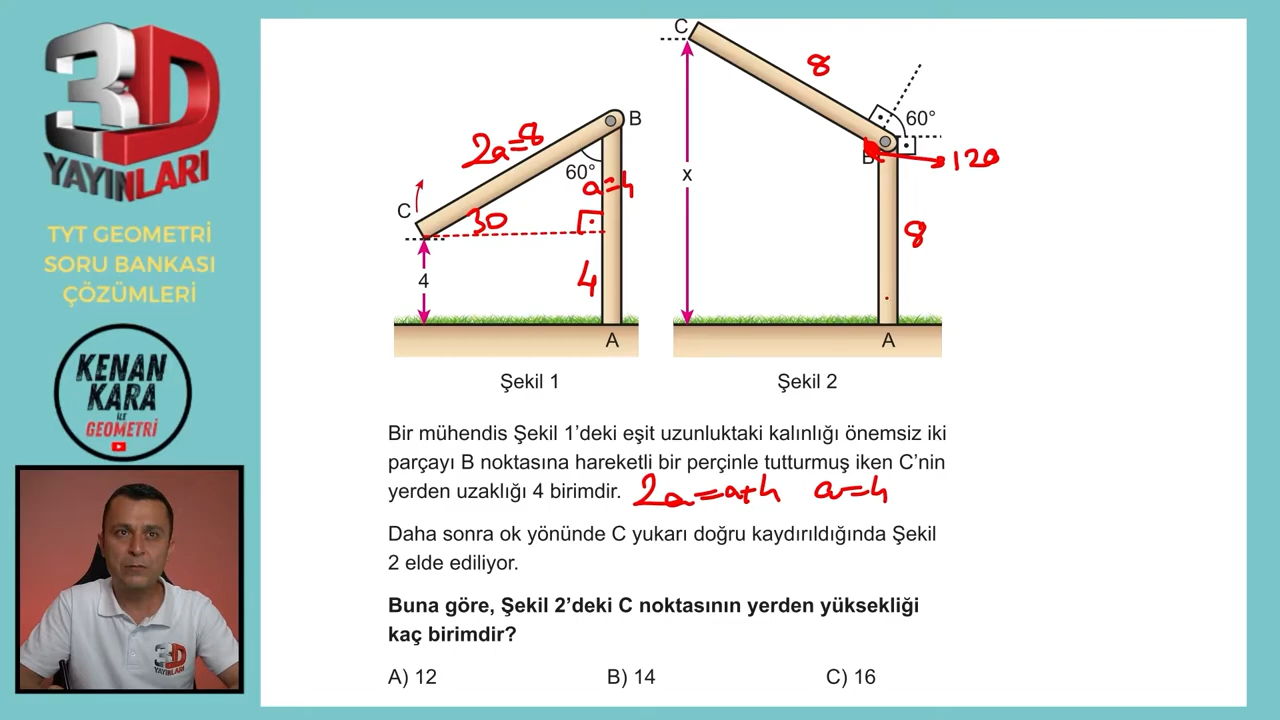 3D
YAYINLARI
TYT GEOMETRİ
SORU BANKASI
ÇÖZÜMLERİ
KENAN
KARA
İLE
GEOMETRİ
3D
YAYINLARI
C
B
2a=8
60°
a=4
30
4
4
A
Şekil 1
C
8
60°
B
120
x
8
A
Şekil 2
Bir mühendis Şekil 1'deki eşit uzunluktaki kalınlığı önemsiz iki
parçayı B noktasına hareketli bir perçinle tutturmuş iken C'nin
yerden uzaklığı 4 birimdir. 2a=a+4 a=4
Daha sonra ok yönünde C yukarı doğru kaydırıldığında Şekil
2 elde ediliyor.
Buna göre, Şekil 2'deki C noktasının yerden yüksekliği
kaç birimdir?
A) 12 B) 14 C) 16